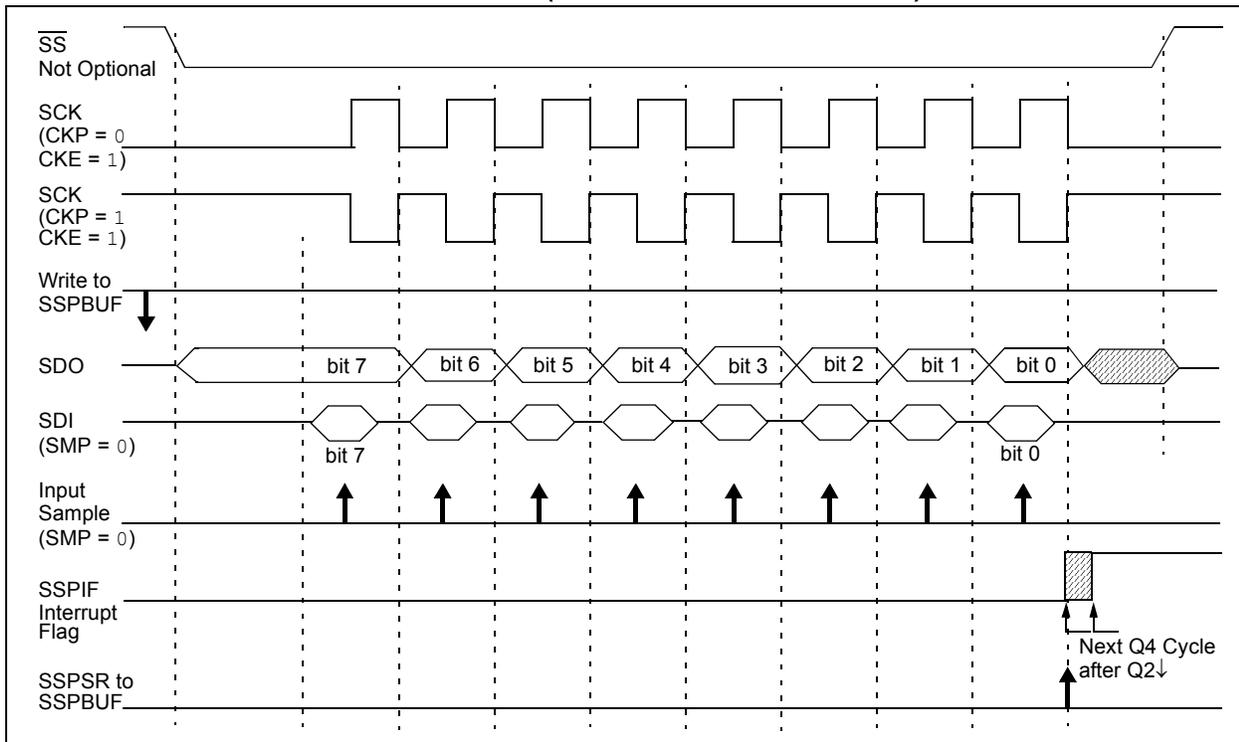 SS
Not Optional
SCK
(CKP = 0
CKE = 1)
SCK
(CKP = 1
CKE = 1)
Write to
SSPBUF
SDO
bit 7
bit 6
bit 5
bit 4
bit 3
bit 2
bit 1
bit 0
SDI
(SMP = 0)
bit 7
bit 0
Input
Sample
(SMP = 0)
SSPIF
Interrupt
Flag
Next Q4 Cycle
after Q2↓
SSPSR to
SSPBUF